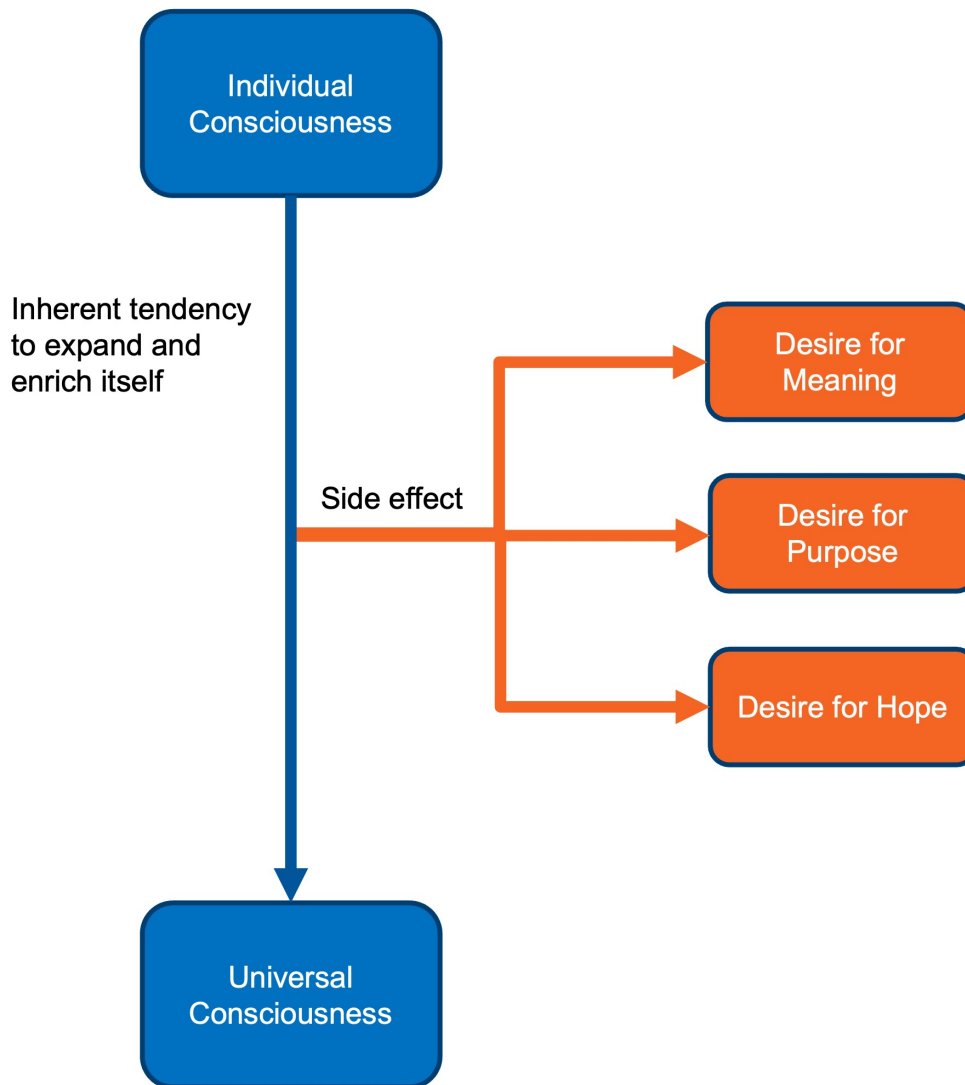 Individual
Consciousness
Inherent tendency
to expand and
enrich itself
Desire for
Meaning
Side effect
Desire for
Purpose
Desire for Hope
Universal
Consciousness